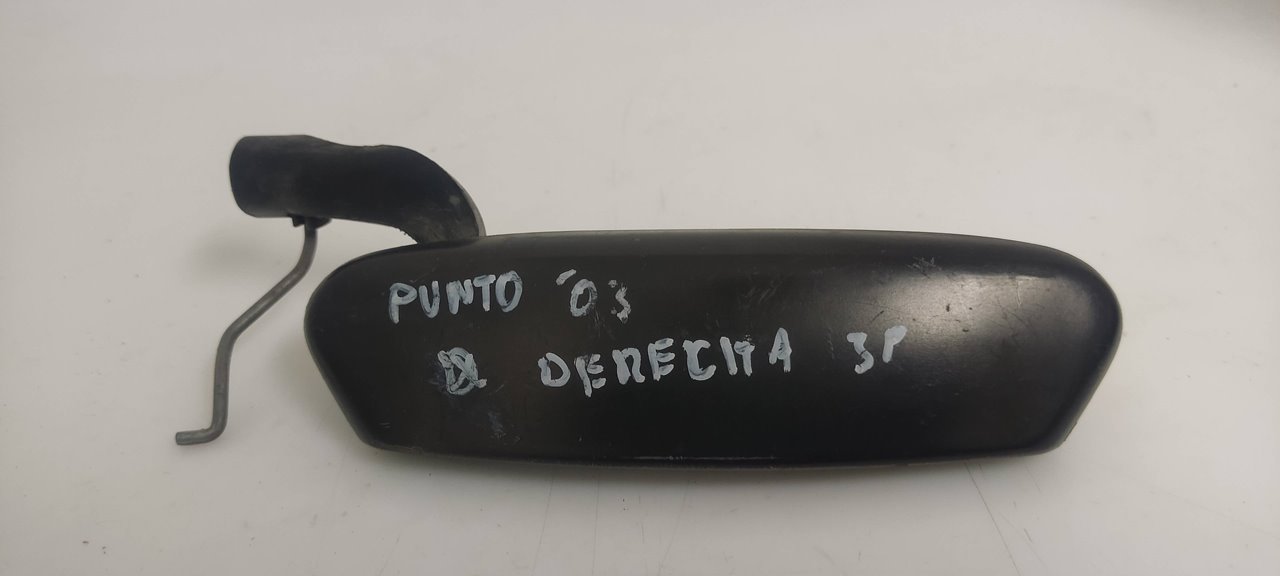 PUNTO '03
DERECHA 3P